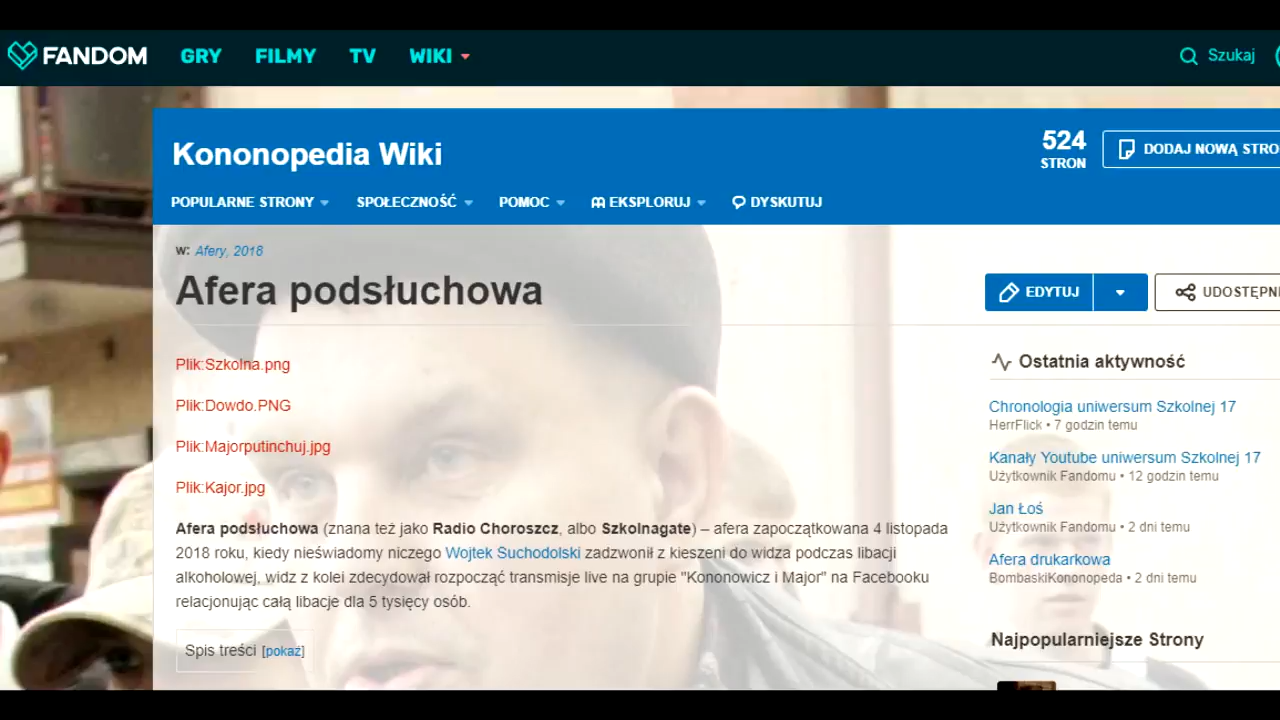 FANDOM GRY FILMY TV WIKI Szukaj
Kononopedia Wiki
524
STRON
DODAJ NOWĄ STRO
POPULARNE STRONY SPOŁECZNOŚĆ POMOC EKSPLORUJ DYSKUTUJ
w: Afery, 2018
Afera podsłuchowa
EDYTUJ
UDOSTĘPNI
Plik:Szkolna.png
Plik:Dowdo.PNG
Plik:Majorputinchuj.jpg
Plik:Kajor.jpg
Afera podsłuchowa (znana też jako Radio Choroszcz, albo Szkolnagate) – afera zapoczątkowana 4 listopada
2018 roku, kiedy nieświadomy niczego Wojtek Suchodolski zadzwonił z kieszeni do widza podczas libacji
alkoholowej, widz z kolei zdecydował rozpocząć transmisje live na grupie "Kononowicz i Major" na Facebooku
relacjonując całą libacje dla 5 tysięcy osób.
Spis treści [pokaż]
Ostatnia aktywność
Chronologia uniwersum Szkolnej 17
HerrFlick • 7 godzin temu
Kanały Youtube uniwersum Szkolnej 17
Użytkownik Fandomu • 12 godzin temu
Jan Łoś
Użytkownik Fandomu • 2 dni temu
Afera drukarkowa
BombaskiKononopeda • 2 dni temu
Najpopularniejsze Strony